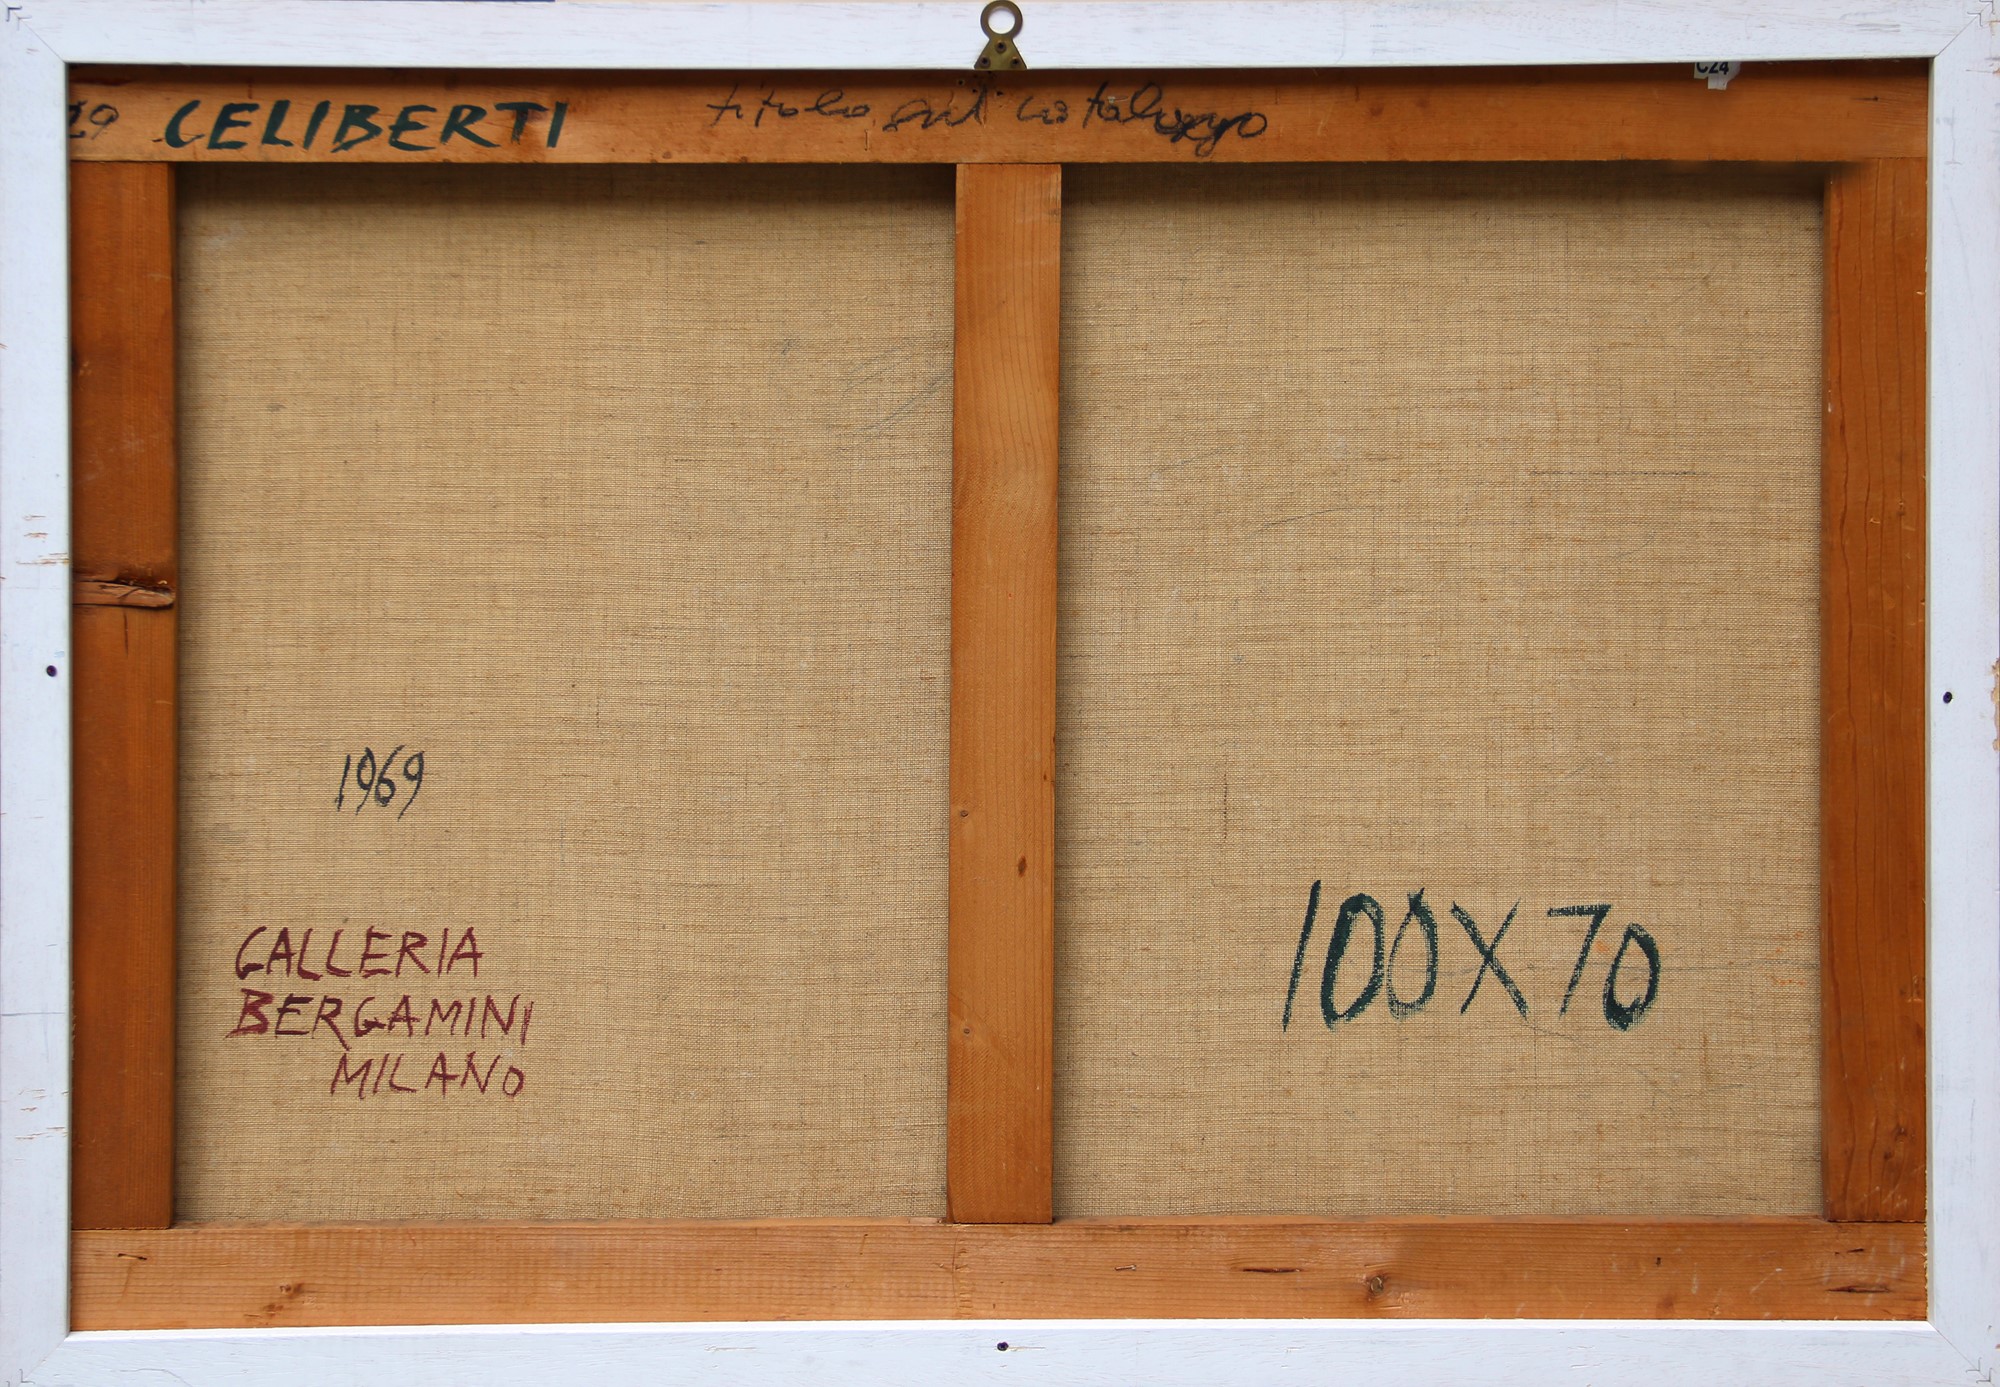 C24
29 CELIBERTI titolo sul catalogo
1969
GALLERIA
BERGAMINI
MILANO
100X70